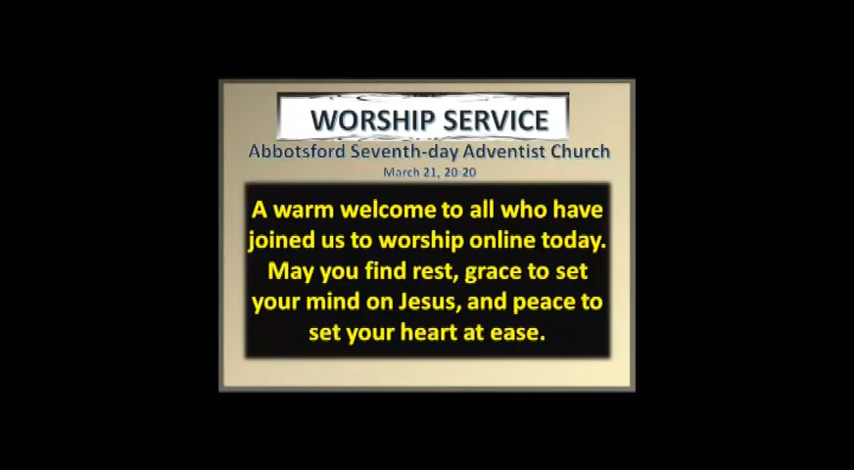 WORSHIP SERVICE
Abbotsford Seventh-day Adventist Church
March 21, 20-20
A warm welcome to all who have
joined us to worship online today.
May you find rest, grace to set
your mind on Jesus, and peace to
set your heart at ease.